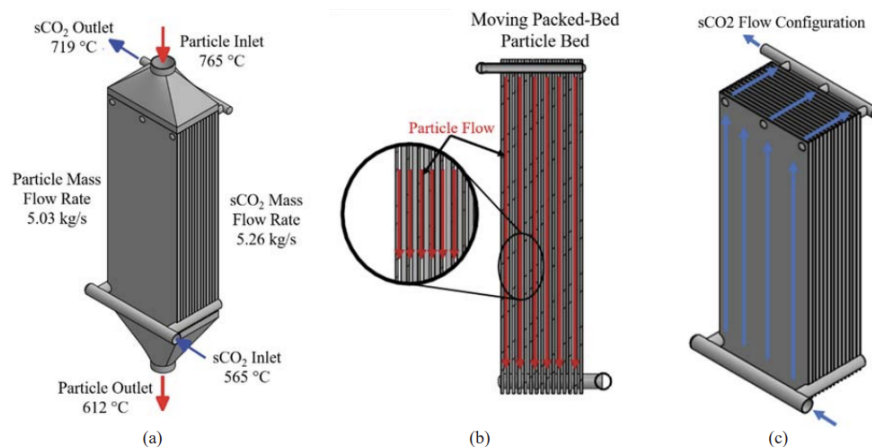 sCO₂ Outlet
719 °C
Particle Inlet
765 °C
Particle Mass
Flow Rate
5.03 kg/s
sCO₂ Mass
Flow Rate
5.26 kg/s
sCO₂ Inlet
565 °C
Particle Outlet
612 °C
(a)
Moving Packed-Bed
Particle Bed
Particle Flow
(b)
sCO2 Flow Configuration
(c)